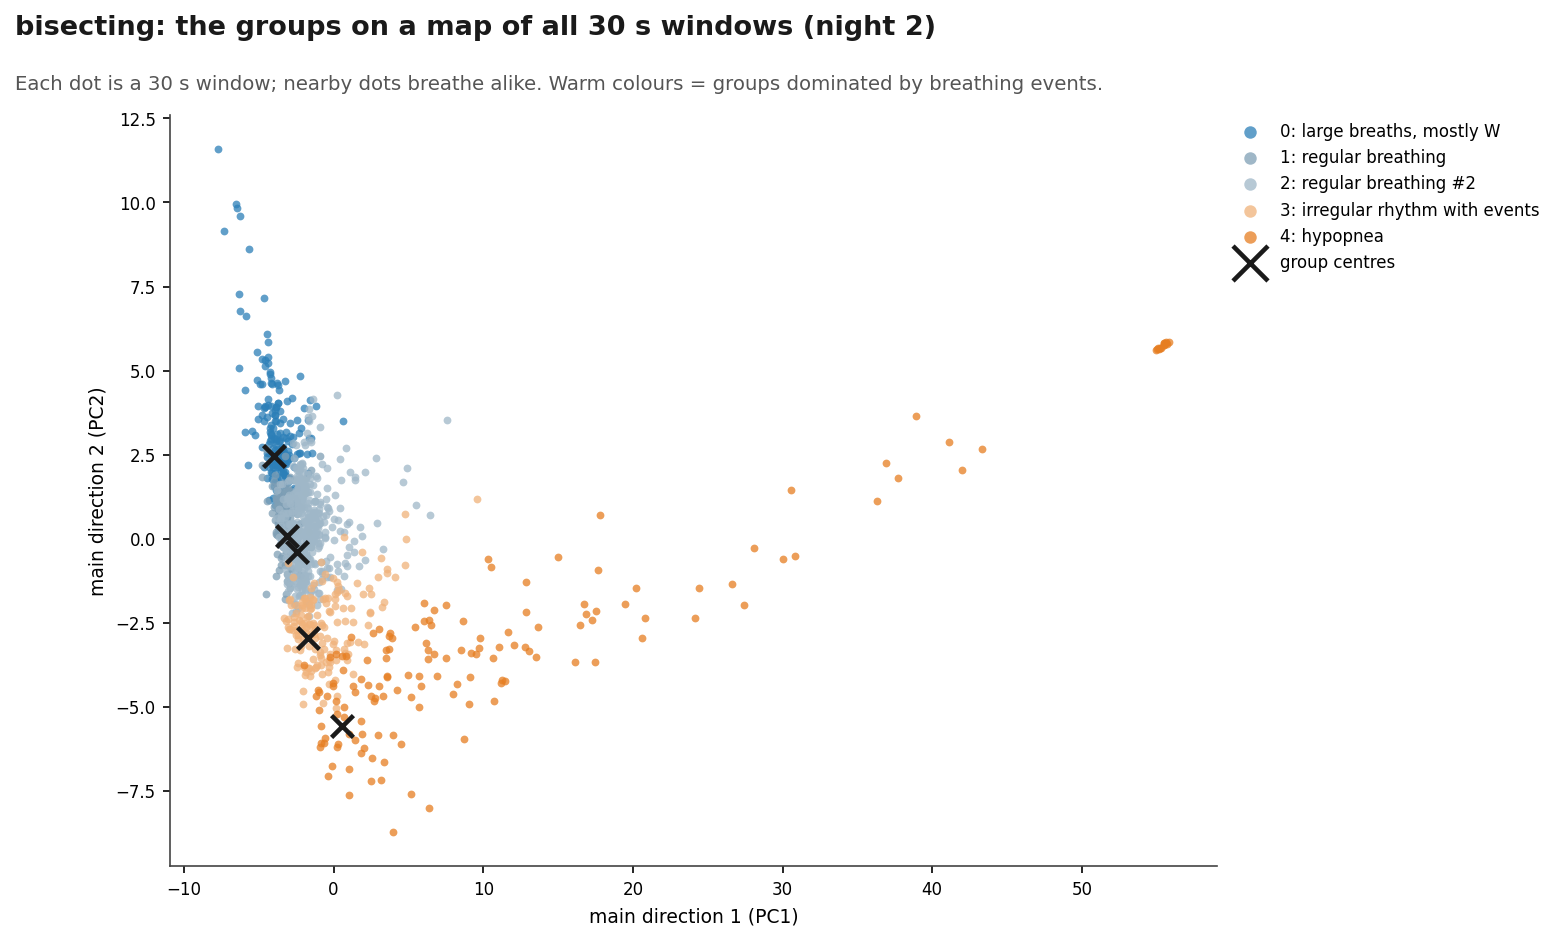 bisecting: the groups on a map of all 30 s windows (night 2)
Each dot is a 30 s window; nearby dots breathe alike. Warm colours = groups dominated by breathing events.
12.5
10.0
7.5
5.0
2.5
0.0
−2.5
−5.0
−7.5
main direction 2 (PC2)
−10
0
10
20
30
40
50
main direction 1 (PC1)
0: large breaths, mostly W
1: regular breathing
2: regular breathing #2
3: irregular rhythm with events
4: hypopnea
group centres